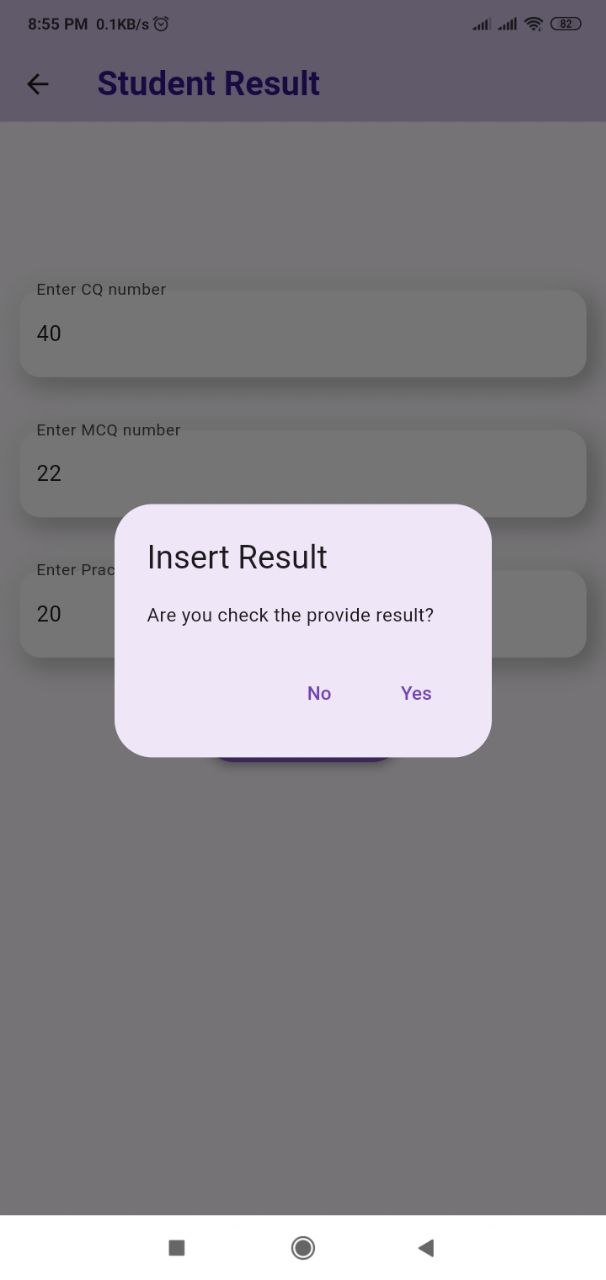 8:55 PM 0.1KB/s 82
Student Result
Enter CQ number
40
Enter MCQ number
22
Enter Prac
20
Insert Result
Are you check the provide result?
No Yes